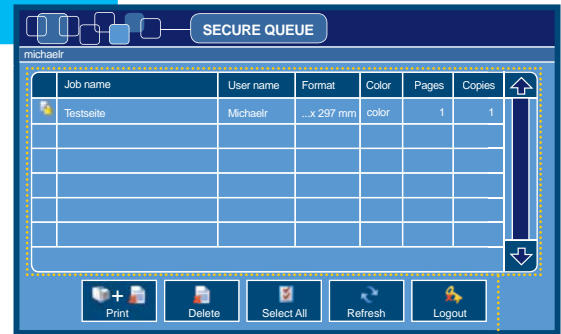 SECURE QUEUE
michaelr
Job name User name Format Color Pages Copies
Testseite Michaelr ...x 297 mm color 1 1
Print Delete Select All Refresh Logout